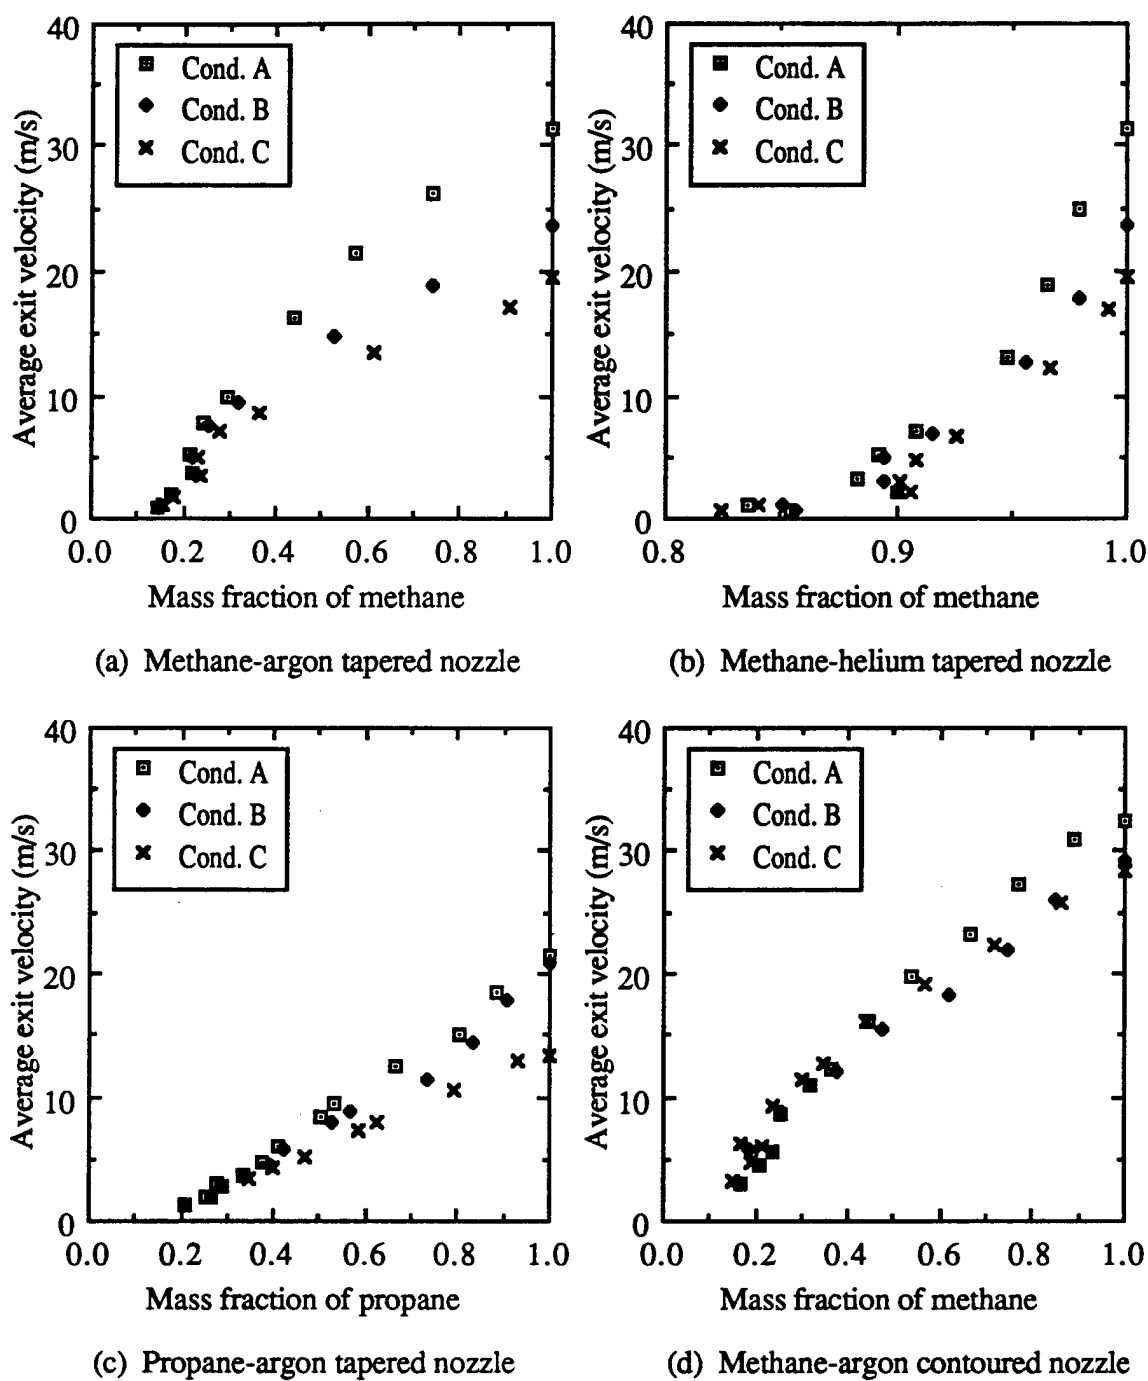 40
30
20
10
0
Average exit velocity (m/s)
Cond. A
Cond. B
Cond. C
0.0 0.2 0.4 0.6 0.8 1.0
Mass fraction of methane
(a) Methane-argon tapered nozzle
40
30
20
10
0
Average exit velocity (m/s)
Cond. A
Cond. B
Cond. C
0.8 0.9 1.0
Mass fraction of methane
(b) Methane-helium tapered nozzle
40
30
20
10
0
Average exit velocity (m/s)
Cond. A
Cond. B
Cond. C
0.0 0.2 0.4 0.6 0.8 1.0
Mass fraction of propane
(c) Propane-argon tapered nozzle
40
30
20
10
0
Average exit velocity (m/s)
Cond. A
Cond. B
Cond. C
0.0 0.2 0.4 0.6 0.8 1.0
Mass fraction of methane
(d) Methane-argon contoured nozzle